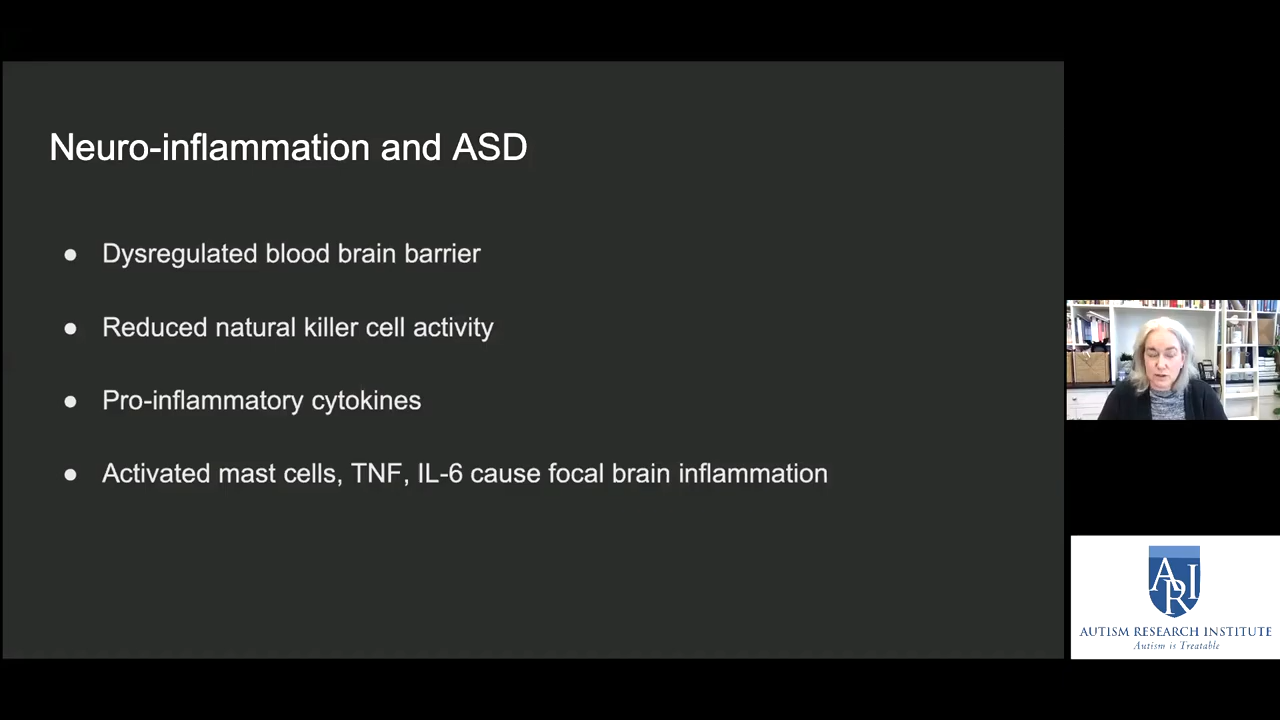 Neuro-inflammation and ASD
● Dysregulated blood brain barrier
● Reduced natural killer cell activity
● Pro-inflammatory cytokines
● Activated mast cells, TNF, IL-6 cause focal brain inflammation
ARI
AUTISM RESEARCH INSTITUTE
Autism is Treatable